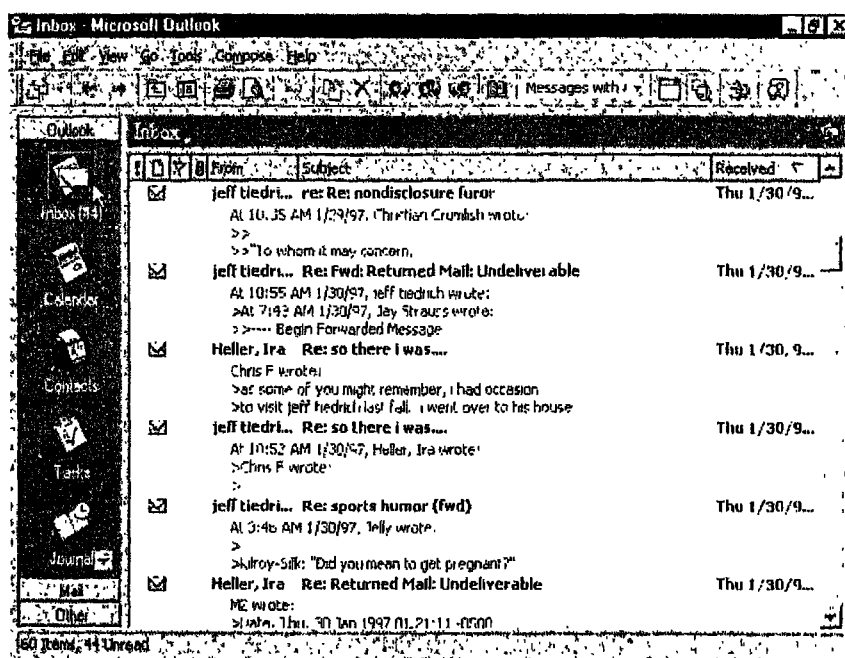 Inbox - Microsoft Outlook
File Edit View Go Tools Compose Help
Messages with
Outlook
Inbox
From Subject Received
Calendar
Contacts
Tasks
Journal
Mail
Other
jeff tiedri... re: Re: nondisclosure furor Thu 1/30/9...
At 10:35 AM 1/29/97, Christian Crumlish wrote:
>>
>>"To whom it may concern,
jeff tiedri... Re: Fwd: Returned Mail: Undeliverable Thu 1/30/9...
At 10:55 AM 1/30/97, jeff tiedrich wrote:
>At 7:43 AM 1/30/97, Jay Strauss wrote:
>>---- Begin Forwarded Message
Heller, Ira Re: so there i was.... Thu 1/30, 9...
Chris F wrote:
>as some of you might remember, i had occasion
>to visit jeff tiedrich last fall. i went over to his house
jeff tiedri... Re: so there i was.... Thu 1/30/9...
At 10:52 AM 1/30/97, Heller, Ira wrote:
>Chris F wrote:
>
jeff tiedri... Re: sports humor (fwd) Thu 1/30/9...
AM 1/30/97, wrote:
>
>Kilroy-Silk: "Did you mean to get pregnant?"
Heller, Ira Re: Returned Mail: Undeliverable Thu 1/30/9...
MZ wrote:
>Date: Thu, 30 Jan 1997 01:21:11 -0500
Items, 44 Unread